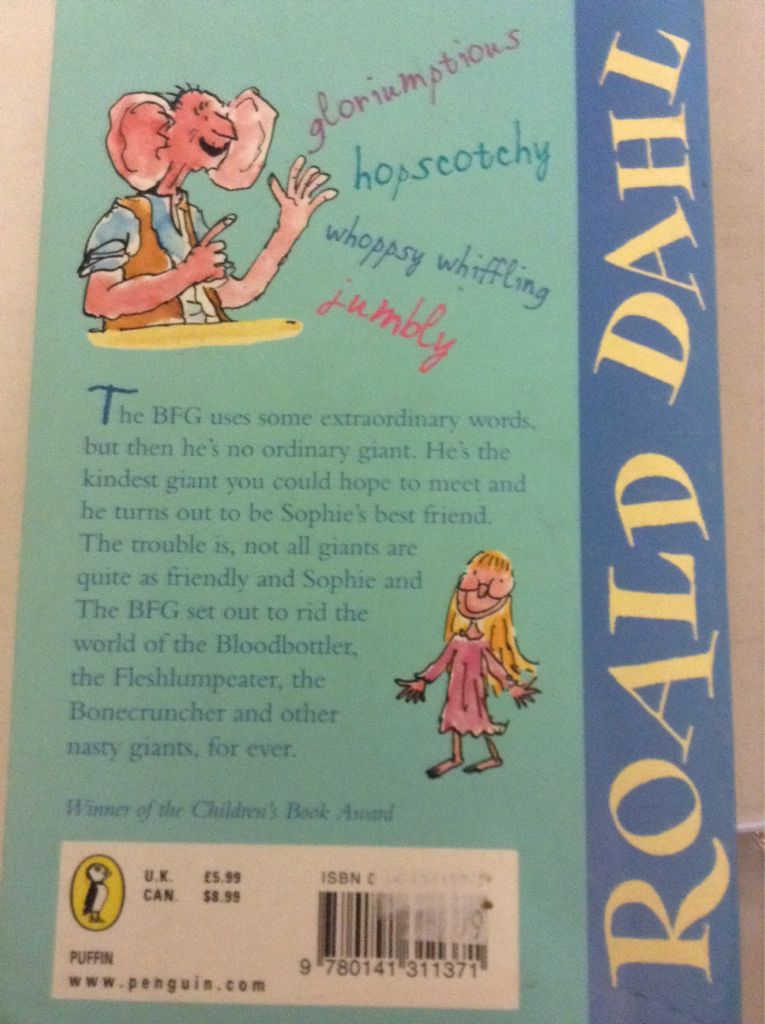 gloriumptious
hopscotchy
whoppsy whiffling
jumbly
The BFG uses some extraordinary words,
but then he's no ordinary giant. He's the
kindest giant you could hope to meet and
he turns out to be Sophie's best friend.
The trouble is, not all giants are
quite as friendly and Sophie and
The BFG set out to rid the
world of the Bloodbottler,
the Fleshlumpeater, the
Bonecruncher and other
nasty giants, for ever.
Winner of the Children's Book Award
U.K. £5.99
CAN. $8.99
PUFFIN
www.penguin.com
ISBN 0
9 780141 311371
ROALD DAHL